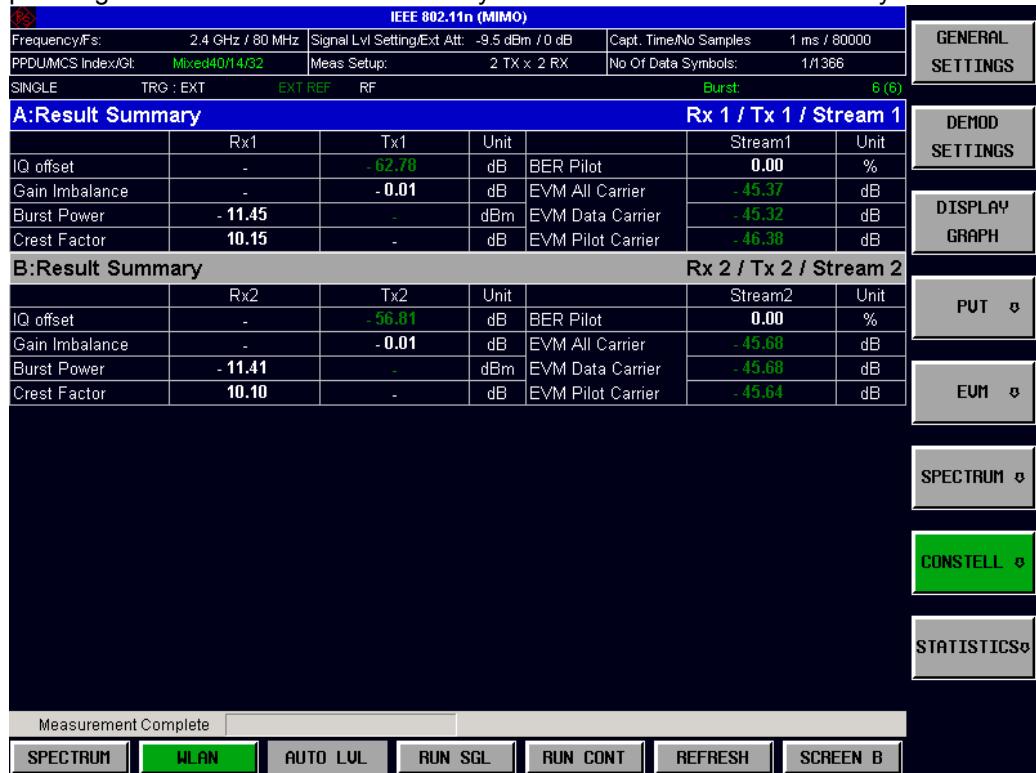 IEEE 802.11n (MIMO)
Frequency/Fs: 2.4 GHz / 80 MHz Signal Lvl Setting/Ext Att: -9.5 dBm / 0 dB Capt. Time/No Samples 1 ms / 80000
PPDU/MCS Index/GI: Mixed40/14/32 Meas Setup: 2 TX x 2 RX No Of Data Symbols: 1/1366
SINGLE TRG : EXT EXT REF RF Burst: 6 (6)
A:Result Summary Rx 1 / Tx 1 / Stream 1
Rx1 Tx1 Unit Stream1 Unit
IQ offset - - 62.78 dB BER Pilot 0.00 %
Gain Imbalance - - 0.01 dB EVM All Carrier - 45.37 dB
Burst Power - 11.45 - dBm EVM Data Carrier - 45.32 dB
Crest Factor 10.15 - dB EVM Pilot Carrier - 46.38 dB
B:Result Summary Rx 2 / Tx 2 / Stream 2
Rx2 Tx2 Unit Stream2 Unit
IQ offset - - 56.81 dB BER Pilot 0.00 %
Gain Imbalance - - 0.01 dB EVM All Carrier - 45.68 dB
Burst Power - 11.41 - dBm EVM Data Carrier - 45.68 dB
Crest Factor 10.10 - dB EVM Pilot Carrier - 45.64 dB
Measurement Complete
SPECTRUM WLAN AUTO LVL RUN SGL RUN CONT REFRESH SCREEN B
GENERAL
SETTINGS
DEMOD
SETTINGS
DISPLAY
GRAPH
PVT
EVM
SPECTRUM
CONSTELL
STATISTICS